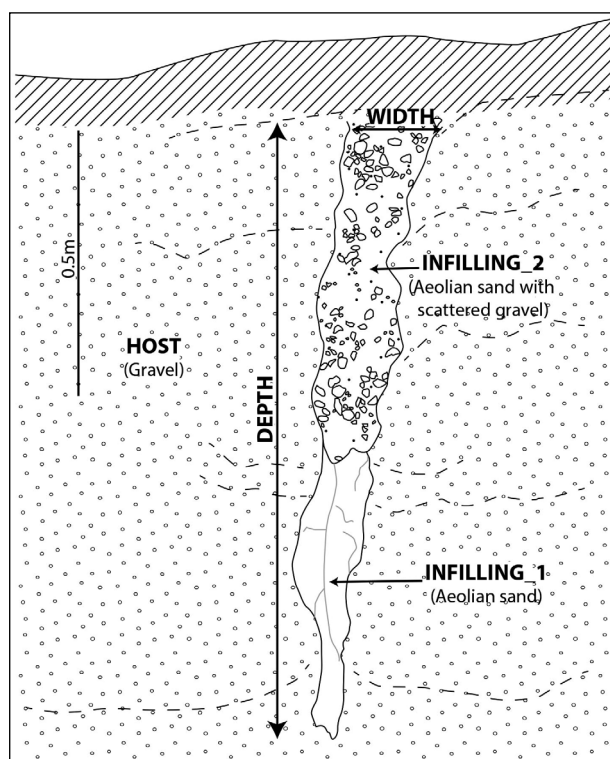 WIDTH
0.5m
INFILLING_2
(Aeolian sand with
scattered gravel)
HOST
(Gravel)
DEPTH
INFILLING_1
(Aeolian sand)